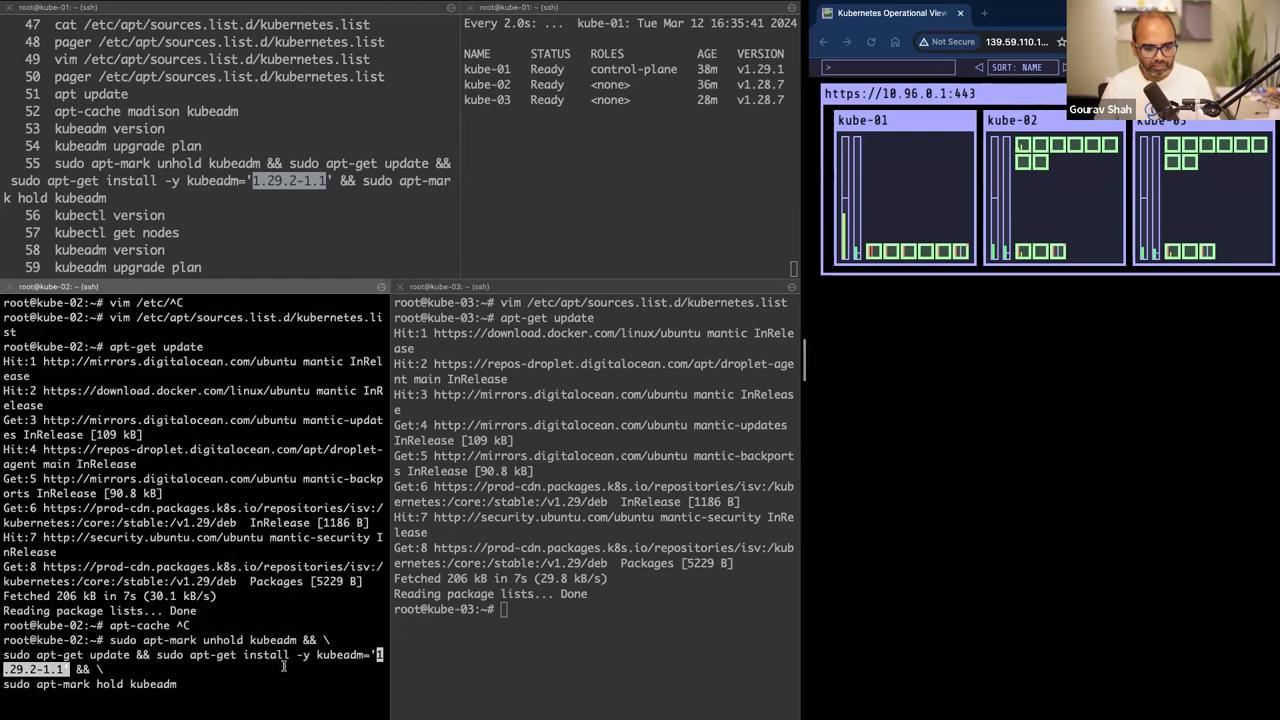 root@kube-01: ~ (ssh)
47 cat /etc/apt/sources.list.d/kubernetes.list
48 pager /etc/apt/sources.list.d/kubernetes.list
49 vim /etc/apt/sources.list.d/kubernetes.list
50 pager /etc/apt/sources.list.d/kubernetes.list
51 apt update
52 apt-cache madison kubeadm
53 kubeadm version
54 kubeadm upgrade plan
55 sudo apt-mark unhold kubeadm && sudo apt-get update &&
sudo apt-get install -y kubeadm='1.29.2-1.1' && sudo apt-mar
k hold kubeadm
56 kubectl version
57 kubectl get nodes
58 kubeadm version
59 kubeadm upgrade plan
root@kube-01: ~ (ssh)
Every 2.0s: ... kube-01: Tue Mar 12 16:35:41 2024
NAME STATUS ROLES AGE VERSION
kube-01 Ready control-plane 38m v1.29.1
kube-02 Ready <none> 36m v1.28.7
kube-03 Ready <none> 28m v1.28.7
root@kube-02: ~ (ssh)
root@kube-02:~# vim /etc/^C
root@kube-02:~# vim /etc/apt/sources.list.d/kubernetes.li
st
root@kube-02:~# apt-get update
Hit:1 http://mirrors.digitalocean.com/ubuntu mantic InRel
ease
Hit:2 https://download.docker.com/linux/ubuntu mantic InR
elease
Get:3 http://mirrors.digitalocean.com/ubuntu mantic-updat
es InRelease [109 kB]
Hit:4 https://repos-droplet.digitalocean.com/apt/droplet-
agent main InRelease
Get:5 http://mirrors.digitalocean.com/ubuntu mantic-backp
orts InRelease [90.8 kB]
Get:6 https://prod-cdn.packages.k8s.io/repositories/isv:/
kubernetes:/core:/stable:/v1.29/deb InRelease [1186 B]
Hit:7 http://security.ubuntu.com/ubuntu mantic-security I
nRelease
Get:8 https://prod-cdn.packages.k8s.io/repositories/isv:/
kubernetes:/core:/stable:/v1.29/deb Packages [5229 B]
Fetched 206 kB in 7s (30.1 kB/s)
Reading package lists... Done
root@kube-02:~# apt-cache ^C
root@kube-02:~# sudo apt-mark unhold kubeadm && \
sudo apt-get update && sudo apt-get install -y kubeadm='1
.29.2-1.1' && \
sudo apt-mark hold kubeadm
root@kube-03: ~ (ssh)
root@kube-03:~# vim /etc/apt/sources.list.d/kubernetes.list
root@kube-03:~# apt-get update
Hit:1 https://download.docker.com/linux/ubuntu mantic InRele
ase
Hit:2 https://repos-droplet.digitalocean.com/apt/droplet-age
nt main InRelease
Hit:3 http://mirrors.digitalocean.com/ubuntu mantic InReleas
e
Get:4 http://mirrors.digitalocean.com/ubuntu mantic-updates
InRelease [109 kB]
Get:5 http://mirrors.digitalocean.com/ubuntu mantic-backport
s InRelease [90.8 kB]
Get:6 https://prod-cdn.packages.k8s.io/repositories/isv:/kub
ernetes:/core:/stable:/v1.29/deb InRelease [1186 B]
Hit:7 http://security.ubuntu.com/ubuntu mantic-security InRe
lease
Get:8 https://prod-cdn.packages.k8s.io/repositories/isv:/kub
ernetes:/core:/stable:/v1.29/deb Packages [5229 B]
Fetched 206 kB in 7s (29.8 kB/s)
Reading package lists... Done
root@kube-03:~#
Kubernetes Operational View
Not Secure 139.59.110.1...
> SORT: NAME
https://10.96.0.1:443
Gourav Shah
kube-01 kube-02 kube-03